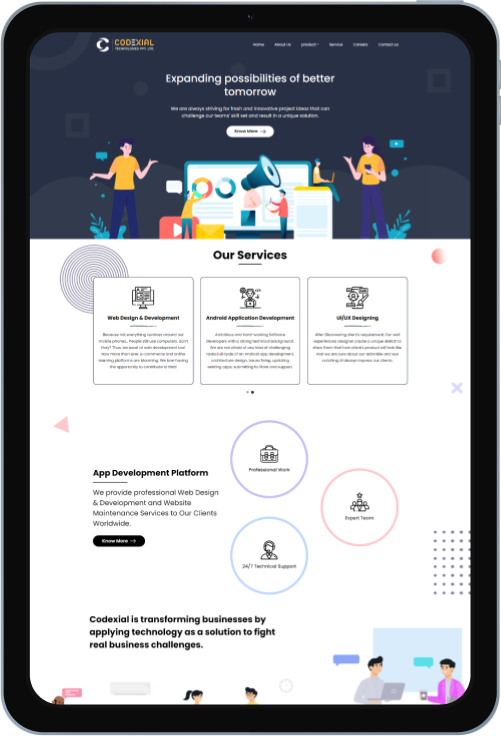 CODEXIAL
TECHNOLOGIES PVT. LTD.
Home About Us product Service Careers Contact us
Expanding possibilities of better
tomorrow
We are always striving for fresh and innovative project ideas that can
challenge our teams' skill set and result in a unique solution.
Know More
Our Services
Web Design & Development
Because not everything revolves around our
mobile phones.. People still use computers, don't
they? Thus, we excel at web development too!
Now more than ever, e-commerce and online
learning platforms are booming. We love having
the opportunity to contribute to that!
Android Application Development
Ambitious and hard-working Software
Developers with a strong technical background.
We are not afraid of any kind of challenging
tasks.Full cycle of an Android app development,
architecture design, issues fixing, updating
existing apps, submitting to Store and support
UI/UX Designing
After Discovering clients requirement, Our well
experiences designer create a unique sketch to
show them that how clients product will look like
And we are sure about our adorable and eye
catching UI always impress our clients.
App Development Platform
We provide professional Web Design
& Development and Website
Maintenance Services to Our Clients
Worldwide.
Know More
Professional Work
Expert Team
24/7 Technical Support
Codexial is transforming businesses by
applying technology as a solution to fight
real business challenges.